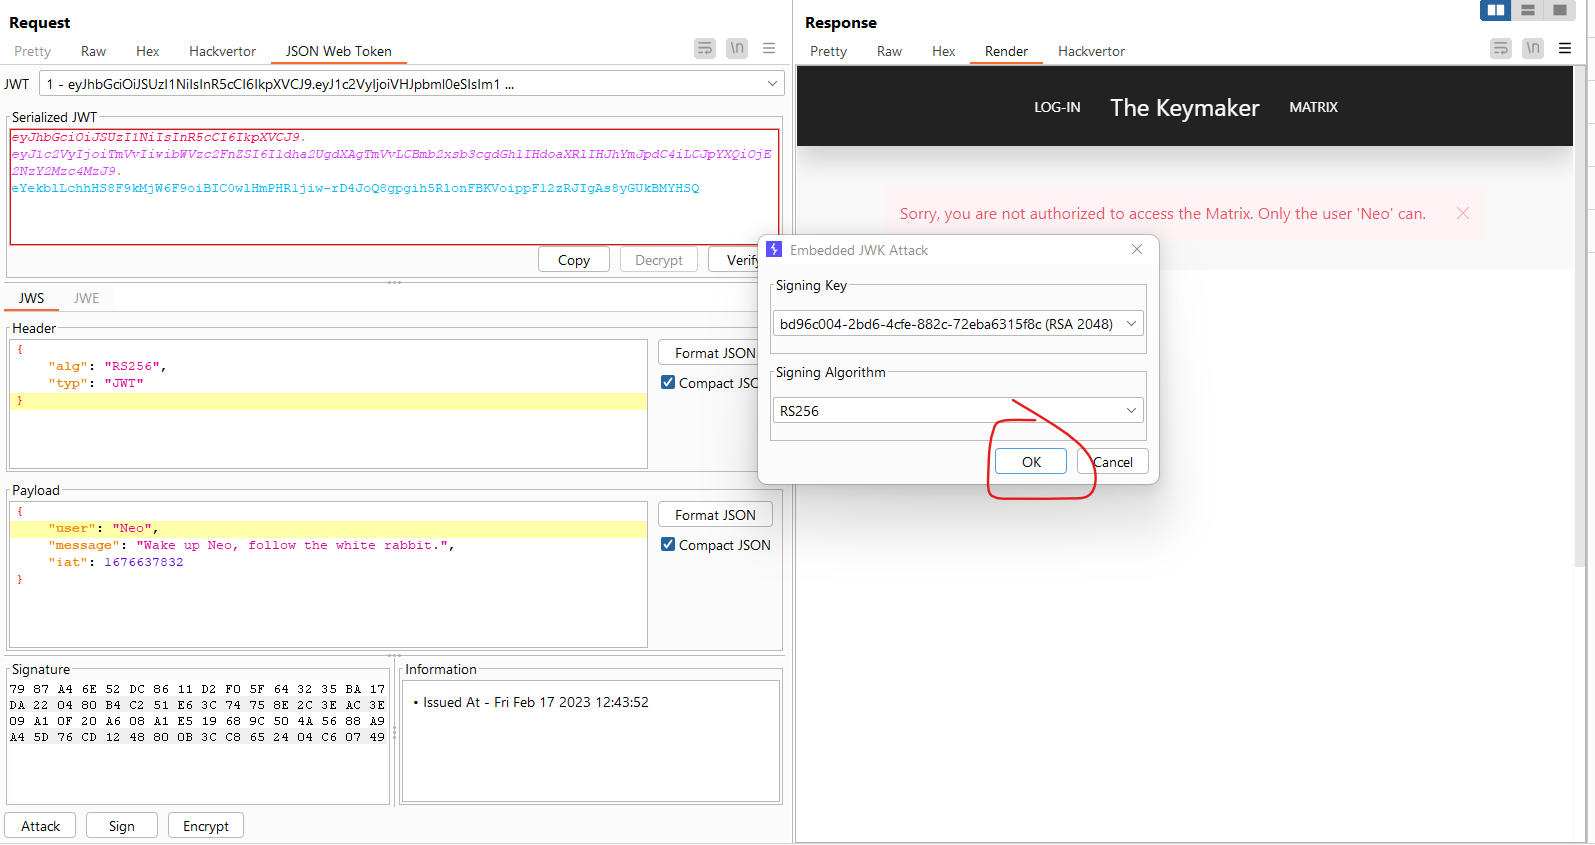 Request
Pretty Raw Hex Hackvertor JSON Web Token
\n
JWT 1 - eyJhbGciOiJSUzI1NiIsInR5cCI6IkpXVCJ9.eyJ1c2VyIjoiVHJpbml0eSIsIm1 ...
Serialized JWT
eyJhbGciOiJSUzI1NiIsInR5cCI6IkpXVCJ9.
eyJ1c2VyIjoiTmVvIiwibWVzc2FnZSI6Ildha2UgdXAgTmVvLCBmb2xsb3cgdGhlIHdoaXRlIHJhYmJpdC4iLCJpYXQiOjE
2NzY2Mzc4MzJ9.
Copy Decrypt Verify
JWS JWE
Header
{
"alg": "RS256",
"typ": "JWT"
}
Format JSON
Compact JSO
Payload
{
"user": "Neo",
"message": "Wake up Neo, follow the white rabbit.",
"iat": 1676637832
}
Format JSON
Compact JSON
Signature
79 87 A4 6E 52 DC 86 11 D2 F0 5F 64 32 35 BA 17
DA 22 04 80 B4 C2 51 E6 3C 74 75 8E 2C 3E AC 3E
09 A1 0F 20 A6 08 A1 E5 19 68 9C 50 4A 56 88 A9
A4 5D 76 CD 12 48 80 0B 3C C8 65 24 04 C6 07 49
Information
• Issued At - Fri Feb 17 2023 12:43:52
Attack Sign Encrypt
Response
Pretty Raw Hex Render Hackvertor
\n
LOG-IN The Keymaker MATRIX
Sorry, you are not authorized to access the Matrix. Only the user 'Neo' can.
Embedded JWK Attack
Signing Key
bd96c004-2bd6-4cfe-882c-72eba6315f8c (RSA 2048)
Signing Algorithm
RS256
OK Cancel